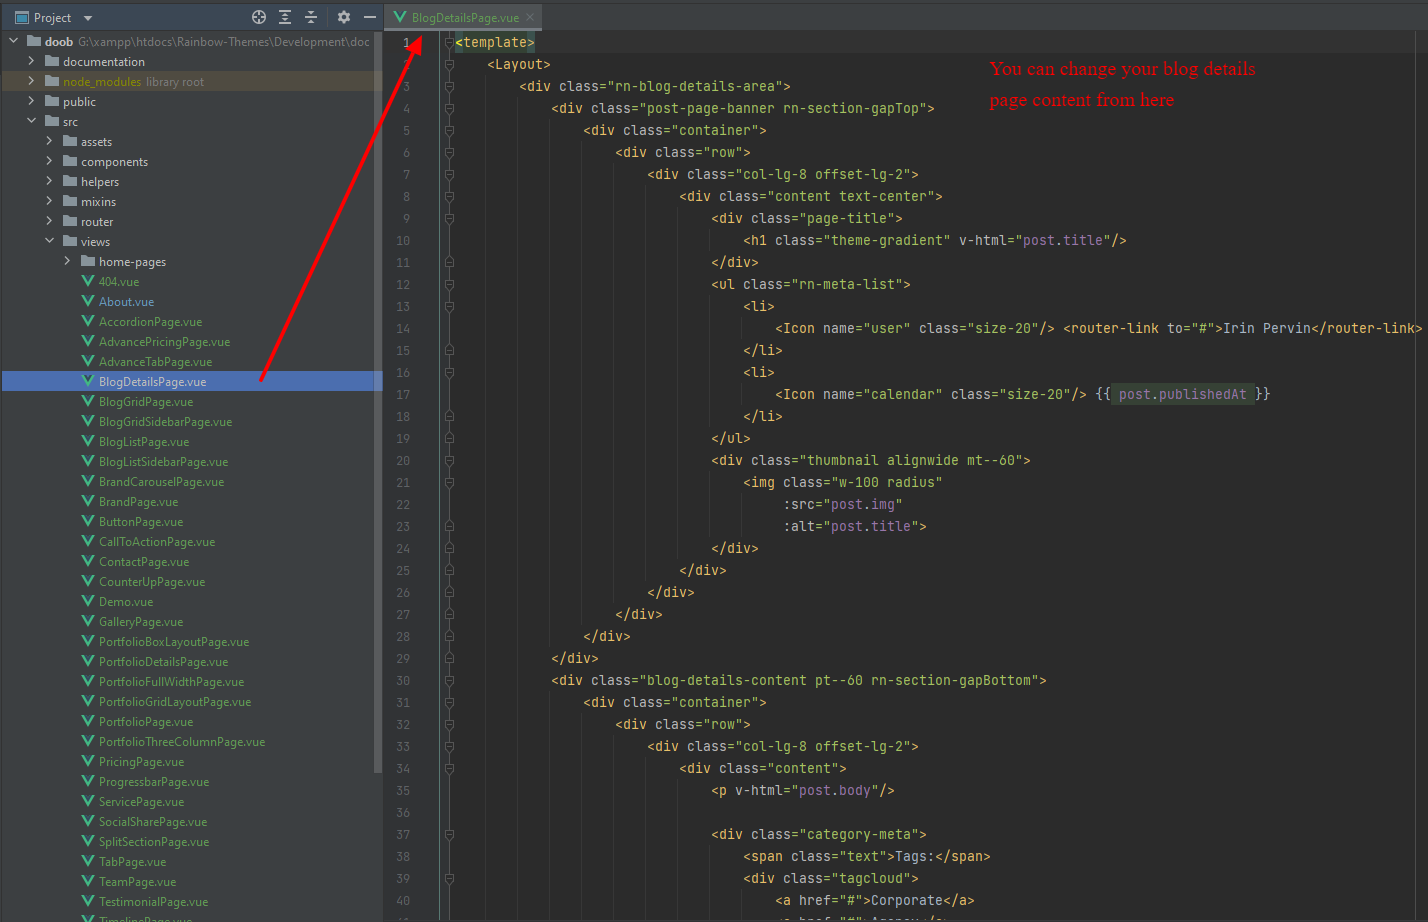 Project
doob G:\xampp\htdocs\Rainbow-Themes\Development\doc
documentation
node_modules library root
public
src
assets
components
helpers
mixins
router
views
home-pages
404.vue
About.vue
AccordionPage.vue
AdvancePricingPage.vue
AdvanceTabPage.vue
BlogDetailsPage.vue
BlogGridPage.vue
BlogGridSidebarPage.vue
BlogListPage.vue
BlogListSidebarPage.vue
BrandCarouselPage.vue
BrandPage.vue
ButtonPage.vue
CallToActionPage.vue
ContactPage.vue
CounterUpPage.vue
Demo.vue
GalleryPage.vue
PortfolioBoxLayoutPage.vue
PortfolioDetailsPage.vue
PortfolioFullWidthPage.vue
PortfolioGridLayoutPage.vue
PortfolioPage.vue
PortfolioThreeColumnPage.vue
PricingPage.vue
ProgressbarPage.vue
ServicePage.vue
SocialSharePage.vue
SplitSectionPage.vue
TabPage.vue
TeamPage.vue
TestimonialPage.vue
TimelinePage.vue
BlogDetailsPage.vue
1 <template>
<Layout>
3 <div class="rn-blog-details-area">
4 <div class="post-page-banner rn-section-gapTop">
5 <div class="container">
6 <div class="row">
7 <div class="col-lg-8 offset-lg-2">
8 <div class="content text-center">
9 <div class="page-title">
10 <h1 class="theme-gradient" v-html="post.title"/>
11 </div>
12 <ul class="rn-meta-list">
13 <li>
14 <Icon name="user" class="size-20"/> <router-link to="#">Irin Pervin</router-link>
15 </li>
16 <li>
17 <Icon name="calendar" class="size-20"/> {{ post.publishedAt }}
18 </li>
19 </ul>
20 <div class="thumbnail alignwide mt--60">
21 <img class="w-100 radius"
22 :src="post.img"
23 :alt="post.title">
24 </div>
25 </div>
26 </div>
27 </div>
28 </div>
29 </div>
30 <div class="blog-details-content pt--60 rn-section-gapBottom">
31 <div class="container">
32 <div class="row">
33 <div class="col-lg-8 offset-lg-2">
34 <div class="content">
35 <p v-html="post.body"/>
36
37 <div class="category-meta">
38 <span class="text">Tags:</span>
39 <div class="tagcloud">
40 <a href="#">Corporate</a>
You can change your blog details
page content from here